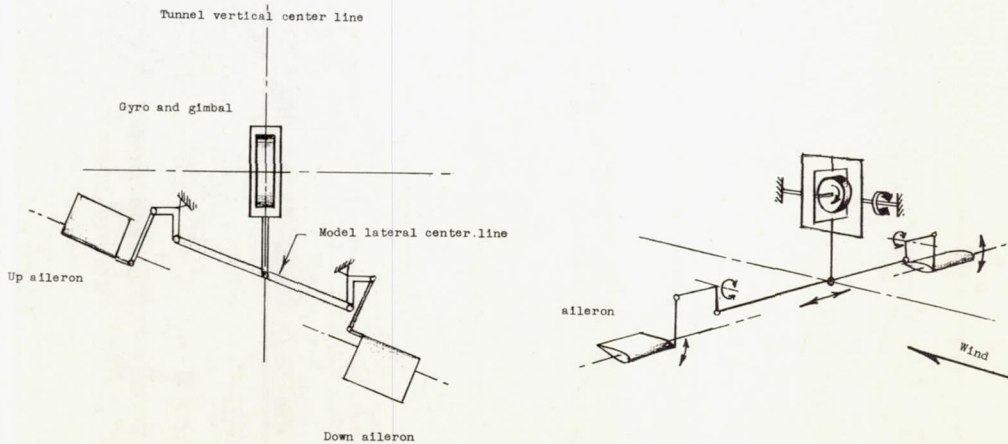 Tunnel vertical center line
Gyro and gimbal
Model lateral center line
Up aileron
Down aileron
aileron
Wind